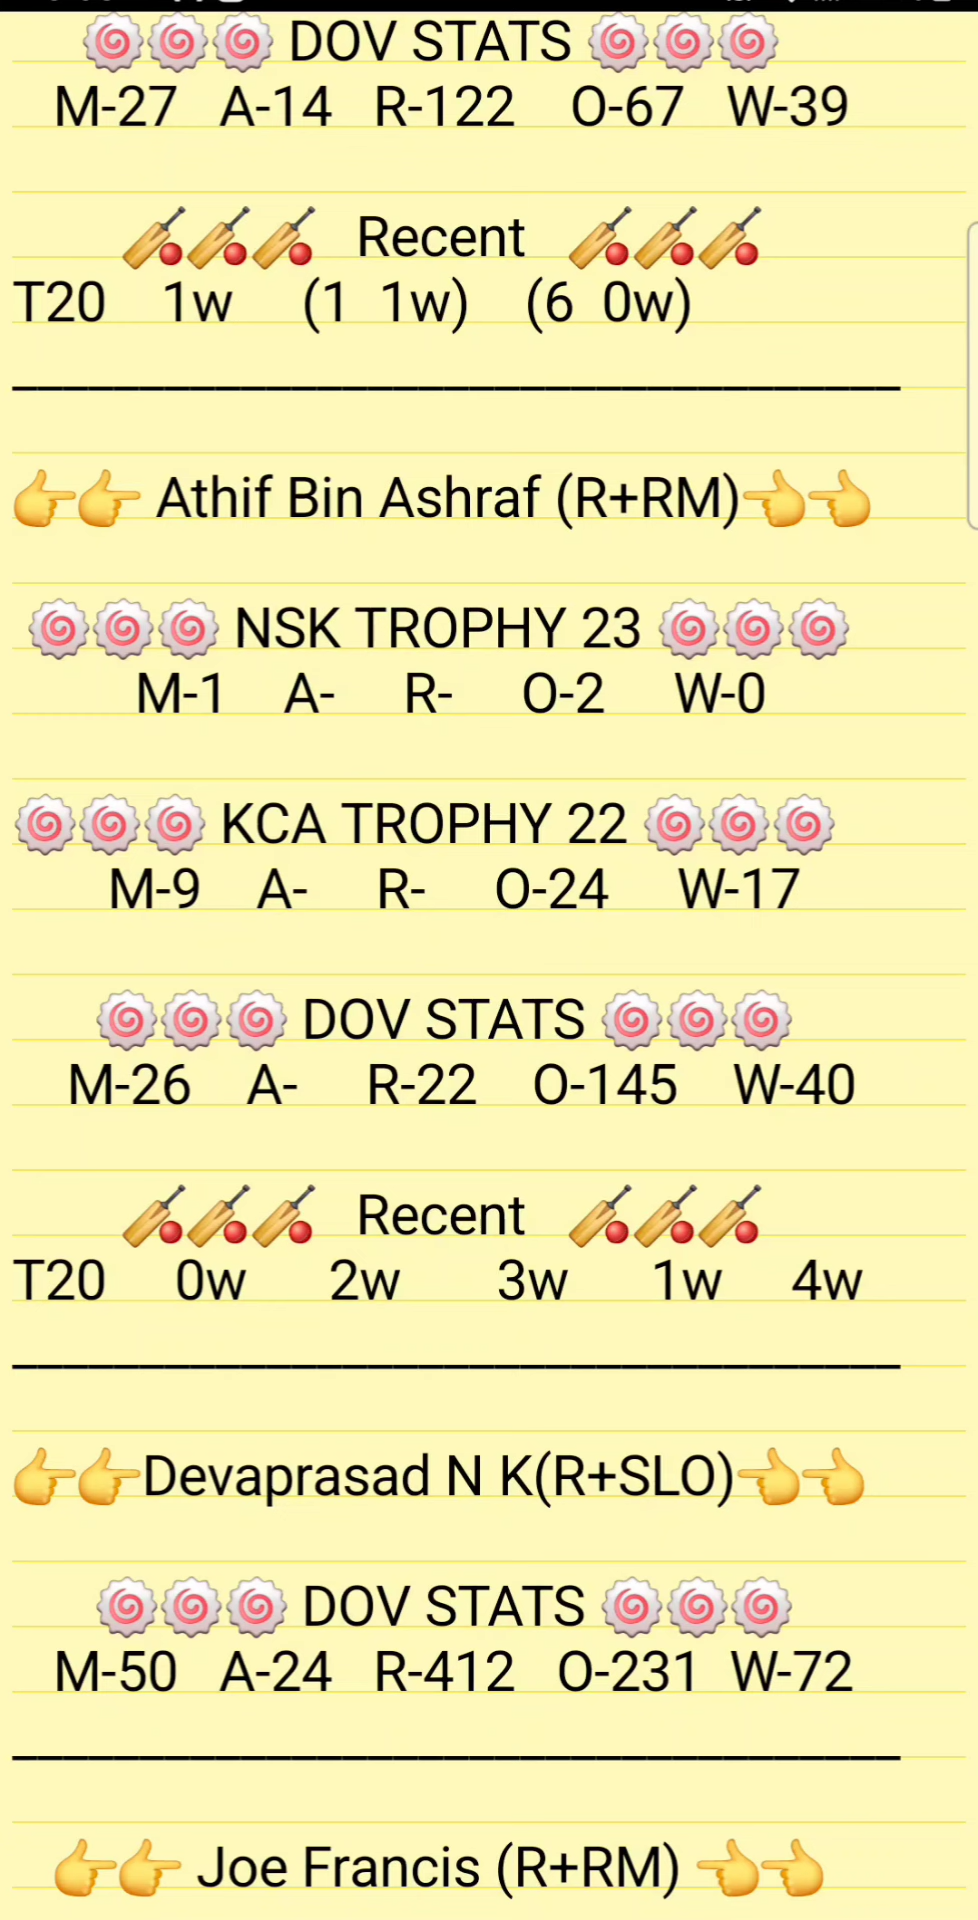 🍥🍥🍥 DOV STATS 🍥🍥🍥
M-27 A-14 R-122 O-67 W-39
🏏🏏🏏 Recent 🏏🏏🏏
T20 1w (1 1w) (6 0w)
👉👉 Athif Bin Ashraf (R+RM)👈👈
🍥🍥🍥 NSK TROPHY 23 🍥🍥🍥
M-1 A- R- O-2 W-0
🍥🍥🍥 KCA TROPHY 22 🍥🍥🍥
M-9 A- R- O-24 W-17
🍥🍥🍥 DOV STATS 🍥🍥🍥
M-26 A- R-22 O-145 W-40
🏏🏏🏏 Recent 🏏🏏🏏
T20 0w 2w 3w 1w 4w
👉👉Devaprasad N K(R+SLO)👈👈
🍥🍥🍥 DOV STATS 🍥🍥🍥
M-50 A-24 R-412 O-231 W-72
👉👉 Joe Francis (R+RM) 👈👈